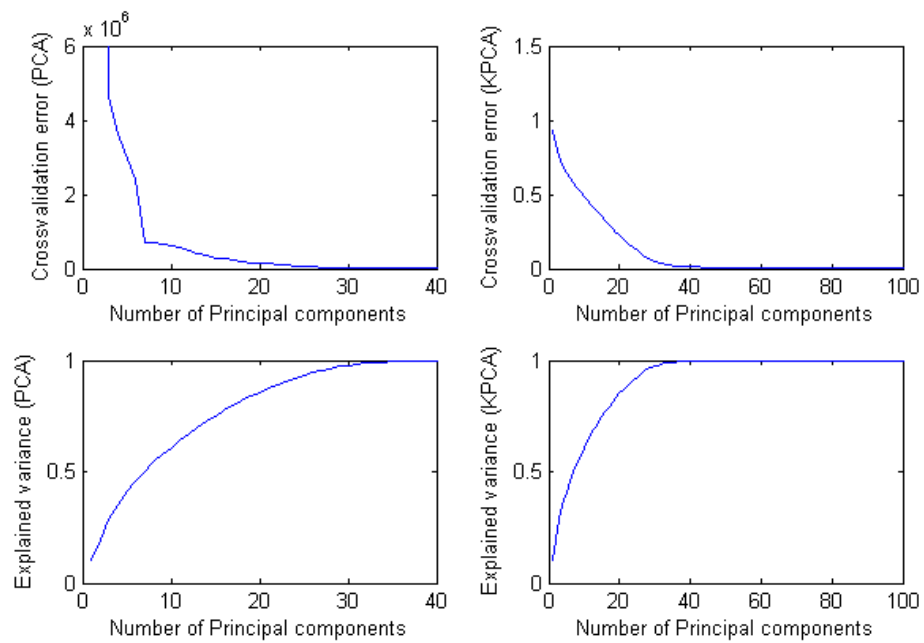 x 10^6
Crossvalidation error (PCA)
6
4
2
0
0 10 20 30 40
Number of Principal components
Crossvalidation error (KPCA)
1.5
1
0.5
0
0 20 40 60 80 100
Number of Principal components
Explained variance (PCA)
1
0.5
0
0 10 20 30 40
Number of Principal components
Explained variance (KPCA)
1
0.5
0
0 20 40 60 80 100
Number of Principal components